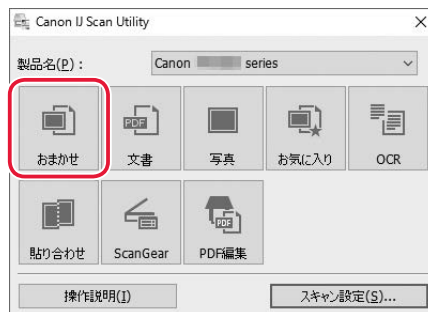 Canon IJ Scan Utility
製品名(P)： Canon series
PDF
おまかせ 文書 写真 お気に入り OCR
PDF
貼り合わせ ScanGear PDF編集
操作説明(I) スキャン設定(S)...